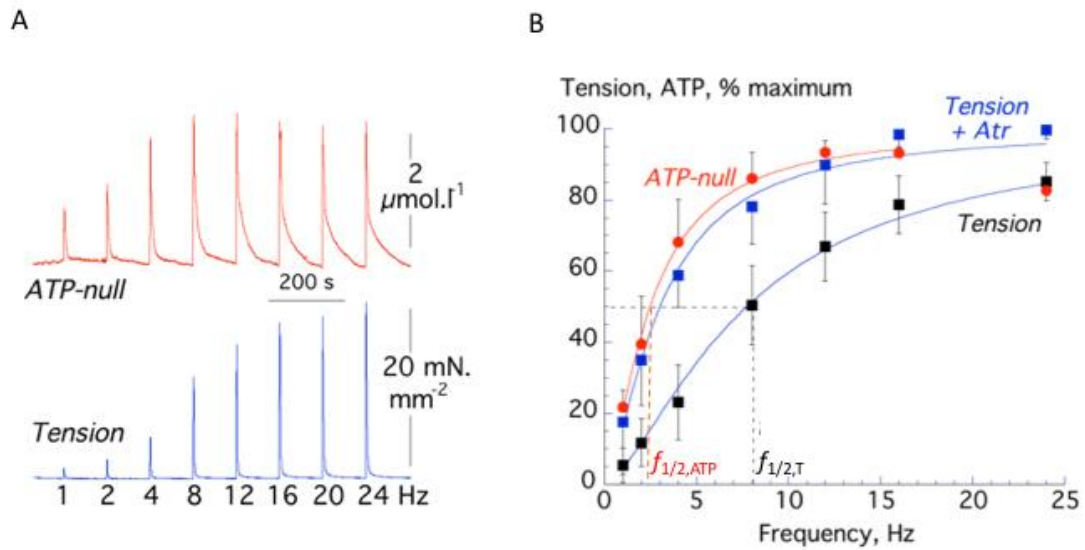 A
2
µmol.l¹
ATP-null
200 s
20 mN.
mm⁻²
Tension
1 2 4 8 12 16 20 24 Hz
B
Tension, ATP, % maximum
100
80
60
40
20
0
Tension
+ Atr
ATP-null
Tension
f1/2,ATP
f1/2,T
0 5 10 15 20 25
Frequency, Hz